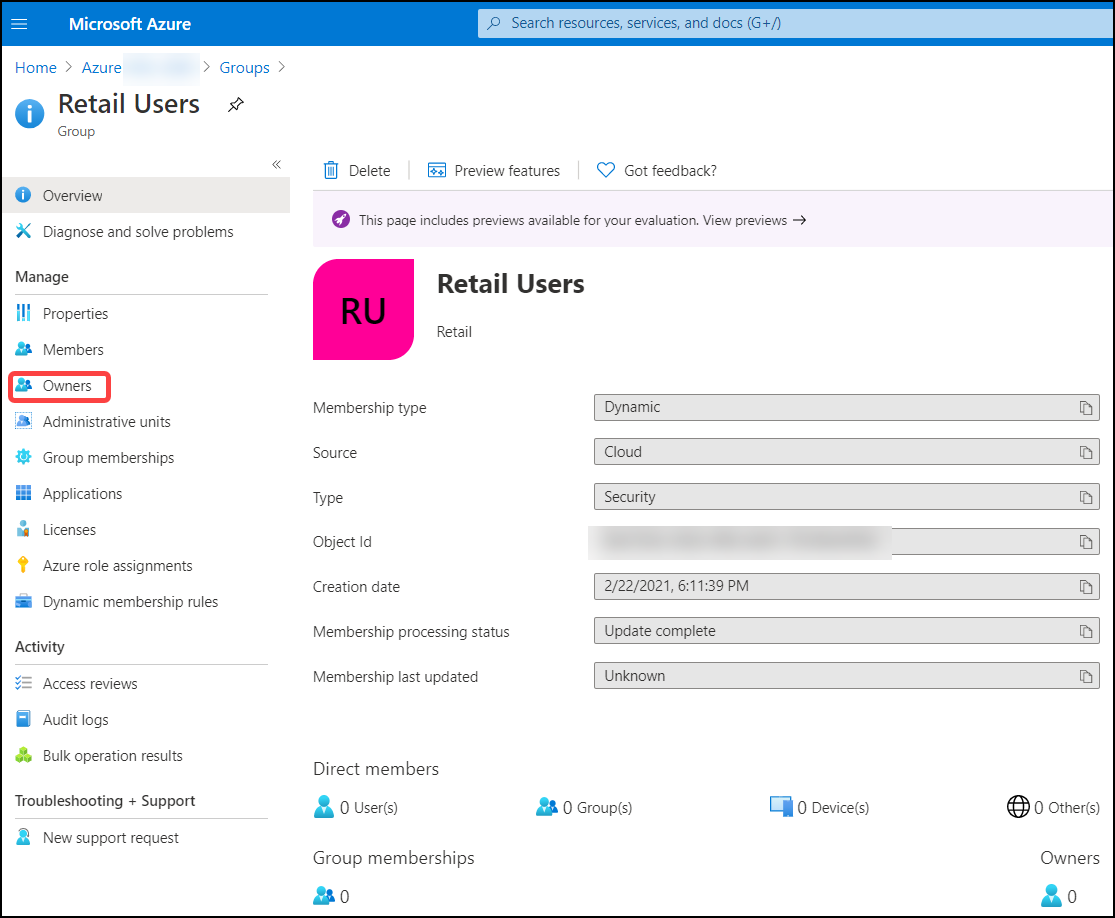 Microsoft Azure
Search resources, services, and docs (G+/)
Home > Azure > Groups >
Retail Users
Group
«
Overview
Diagnose and solve problems
Manage
Properties
Members
Owners
Administrative units
Group memberships
Applications
Licenses
Azure role assignments
Dynamic membership rules
Activity
Access reviews
Audit logs
Bulk operation results
Troubleshooting + Support
New support request
Delete
Preview features
Got feedback?
This page includes previews available for your evaluation. View previews →
RU
Retail Users
Retail
Membership type
Dynamic
Source
Cloud
Type
Security
Object Id
Creation date
2/22/2021, 6:11:39 PM
Membership processing status
Update complete
Membership last updated
Unknown
Direct members
0 User(s)
0 Group(s)
0 Device(s)
0 Other(s)
Group memberships
0
Owners
0